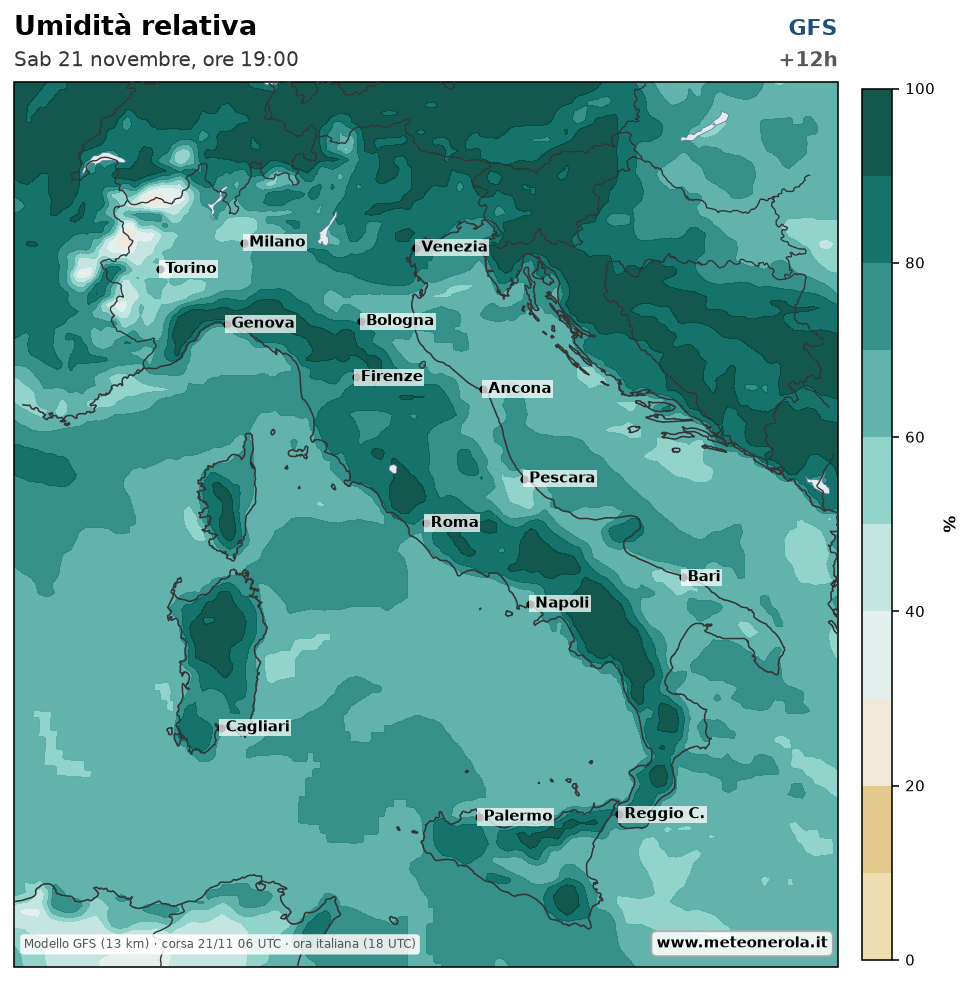 Umidità relativa
GFS
Sab 21 novembre, ore 19:00
+12h
100
80
60
40
20
0
%
Milano
Venezia
Torino
Genova
Bologna
Firenze
Ancona
Pescara
Roma
Bari
Napoli
Cagliari
Palermo
Reggio C.
Modello GFS (13 km) · corsa 21/11 06 UTC · ora italiana (18 UTC)
www.meteonerola.it